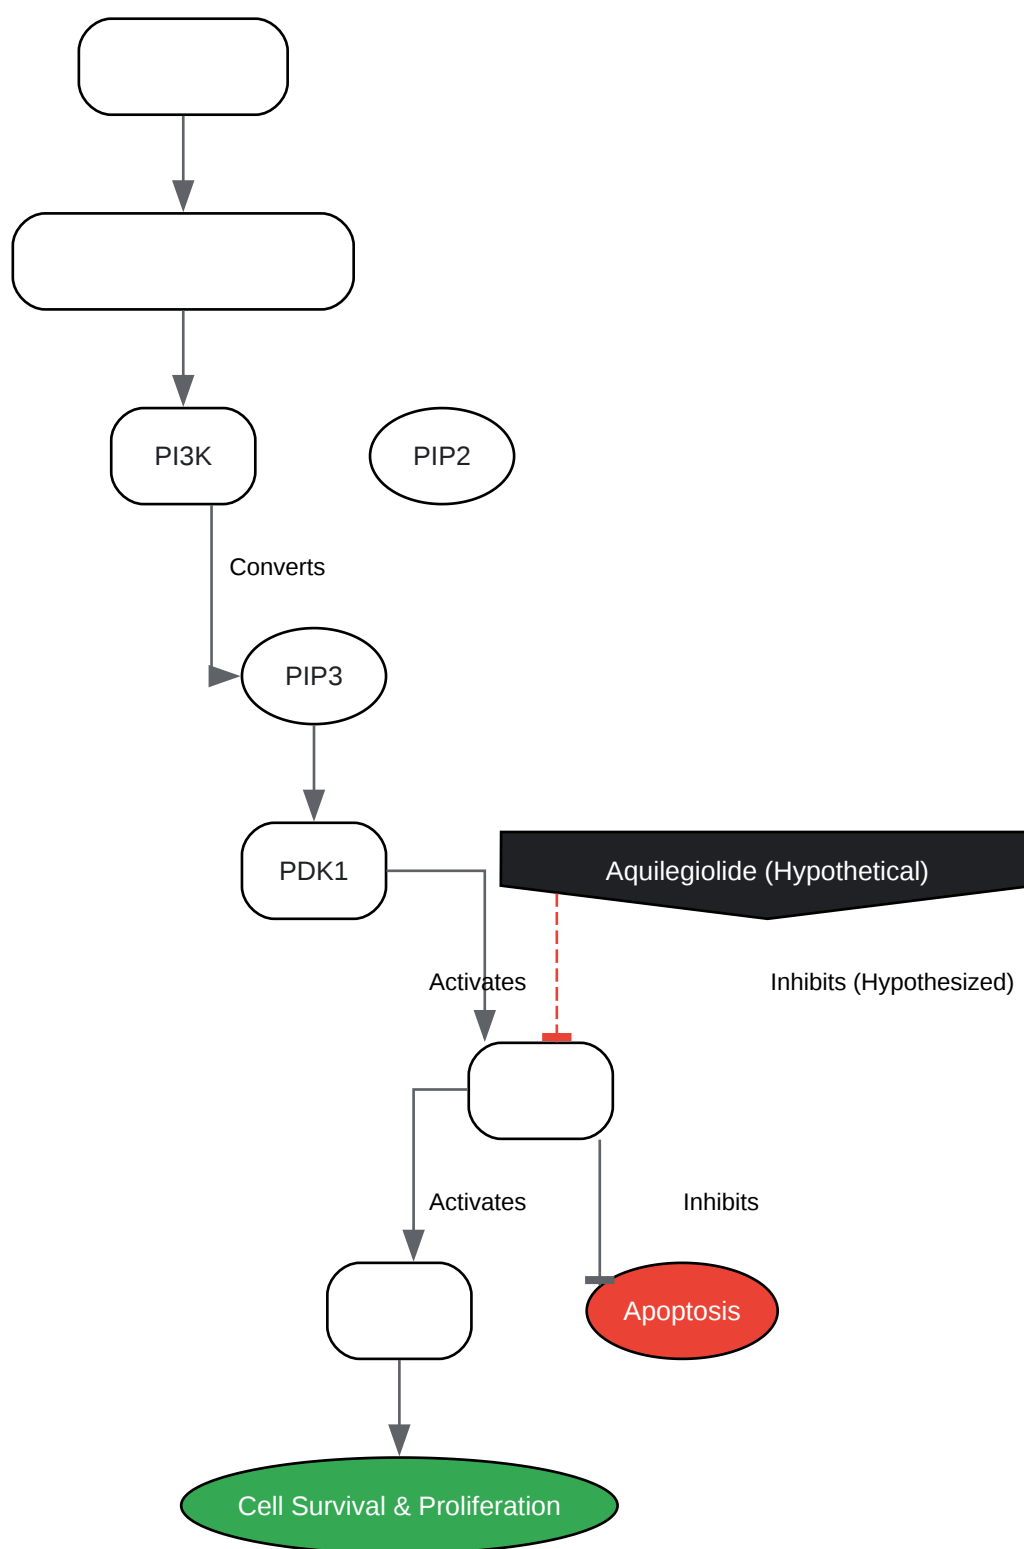 PI3K
PIP2
Converts
PIP3
PDK1
Aquilegiolide (Hypothetical)
Activates
Inhibits (Hypothesized)
Activates
Inhibits
Apoptosis
Cell Survival & Proliferation